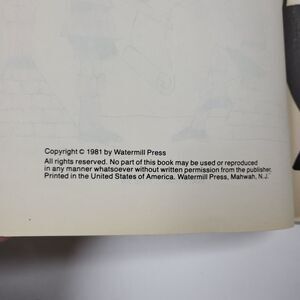 Copyright © 1981 by Watermill Press
All rights reserved. No part of this book may be used or reproduced
in any manner whatsoever without written permission from the publisher.
Printed in the United States of America. Watermill Press, Mahwah, N.J.